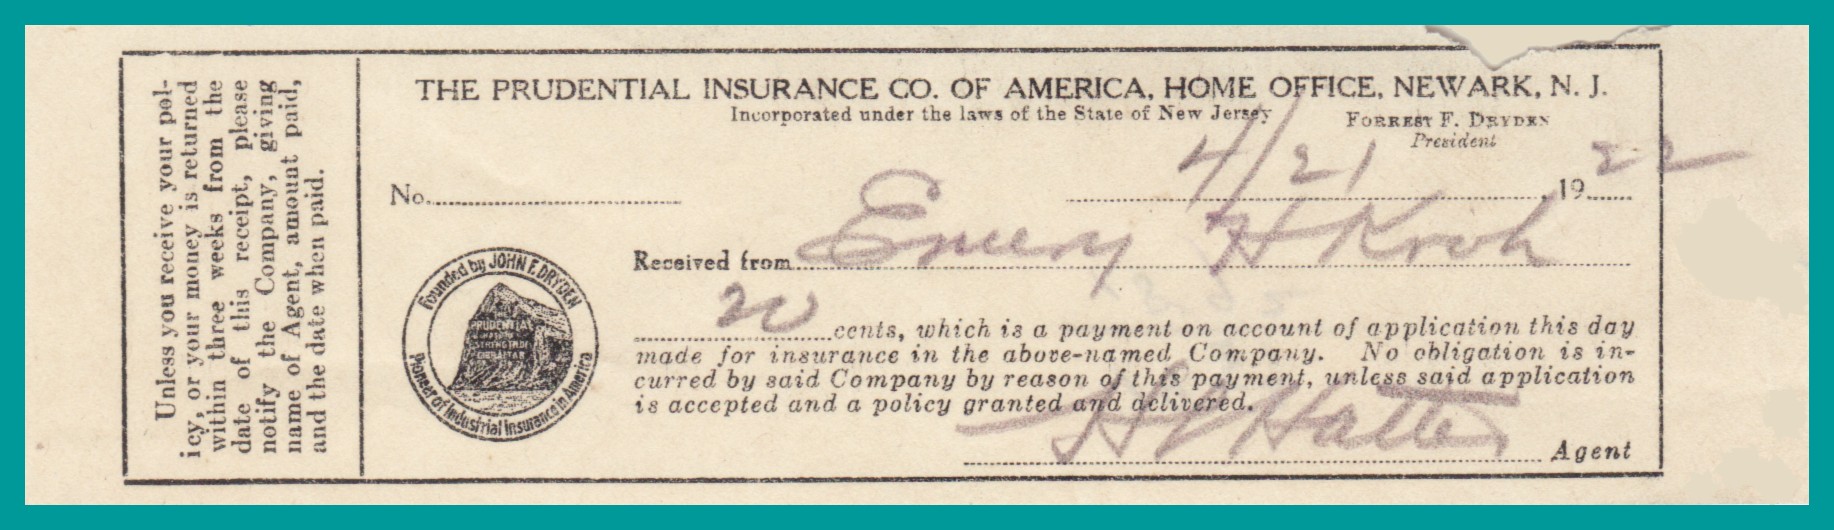 Unless you receive your pol-
icy, or your money is returned
within three weeks from the
date of this receipt, please
notify the Company, giving
name of Agent, amount paid,
and the date when paid.
THE PRUDENTIAL INSURANCE CO. OF AMERICA, HOME OFFICE, NEWARK, N. J.
Incorporated under the laws of the State of New Jersey
FORREST F. DRYDEN
President
No.
4/21 1922
Received from Emery H Kroh
Founded by JOHN F. DRYDEN
Pioneer of Industrial Insurance in America
THE
PRUDENTIAL
HAS THE
STRENGTH OF
GIBRALTAR
20 cents, which is a payment on account of application this day
made for insurance in the above-named Company. No obligation is in-
curred by said Company by reason of this payment, unless said application
is accepted and a policy granted and delivered.
Agent